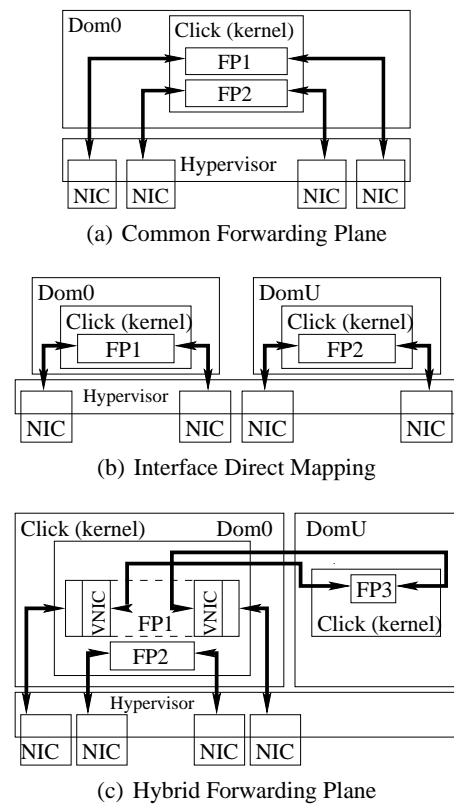 Dom0
Click (kernel)
FP1
FP2
Hypervisor
NIC NIC NIC NIC
(a) Common Forwarding Plane
Dom0 DomU
Click (kernel) Click (kernel)
FP1 FP2
Hypervisor
NIC NIC NIC NIC
(b) Interface Direct Mapping
Click (kernel) Dom0 DomU
VNIC FP1 VNIC FP3
Click (kernel)
FP2
Hypervisor
NIC NIC NIC NIC
(c) Hybrid Forwarding Plane